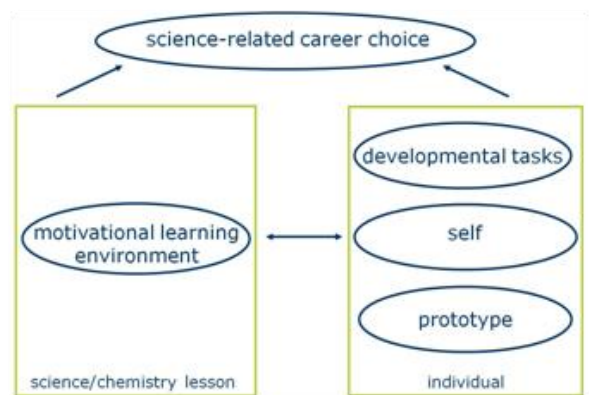 science-related career choice
developmental tasks
motivational learning
environment
self
prototype
science/chemistry lesson
individual